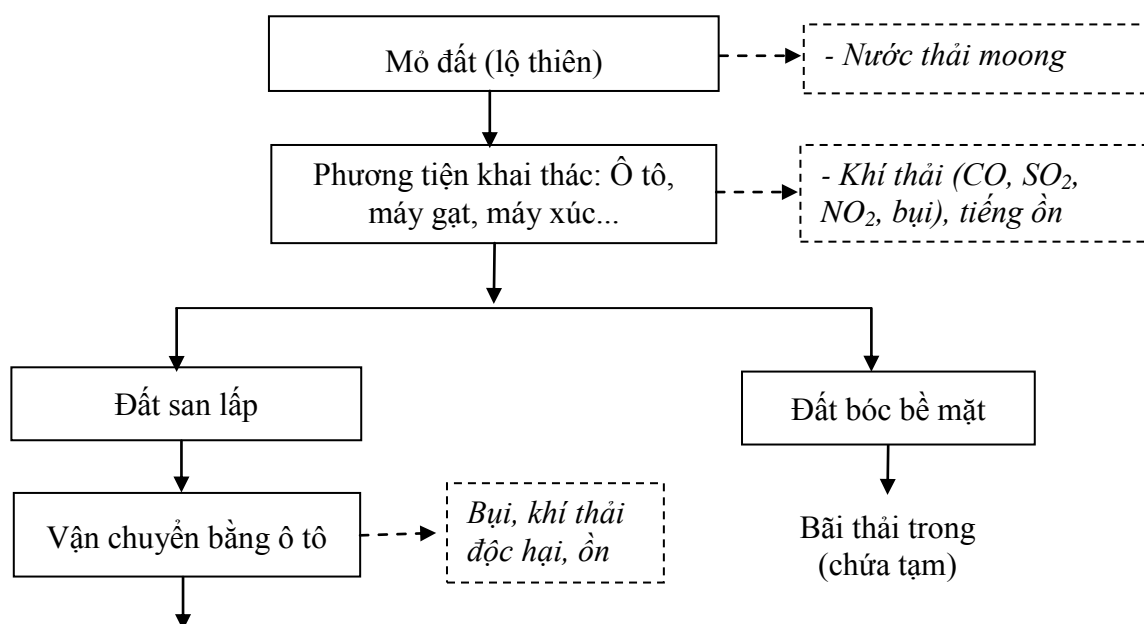 Mỏ đất (lộ thiên)
- Nước thải moong
Phương tiện khai thác: Ô tô,
máy gạt, máy xúc...
- Khí thải (CO, SO₂,
NO₂, bụi), tiếng ồn
Đất san lấp
Đất bóc bề mặt
Vận chuyển bằng ô tô
Bụi, khí thải
độc hại, ồn
Bãi thải trong
(chứa tạm)